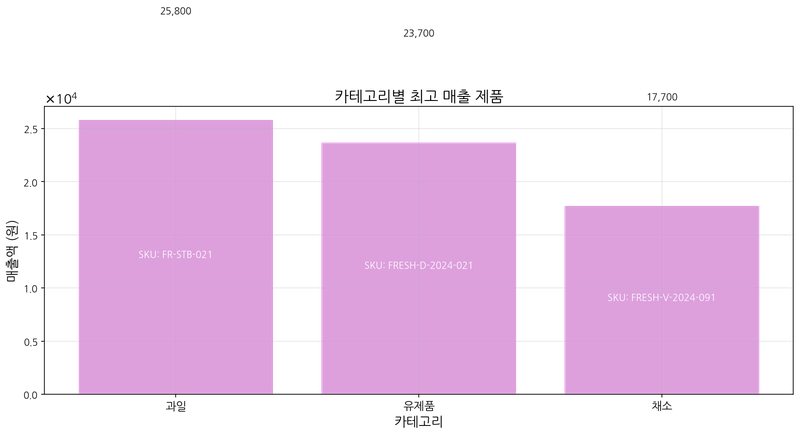 25,800
23,700
17,700
×10⁴
카테고리별 최고 매출 제품
2.5
2.0
1.5
1.0
0.5
0.0
매출액 (원)
SKU: FR-STB-021
SKU: FRESH-D-2024-021
SKU: FRESH-V-2024-091
과일
유제품
채소
카테고리